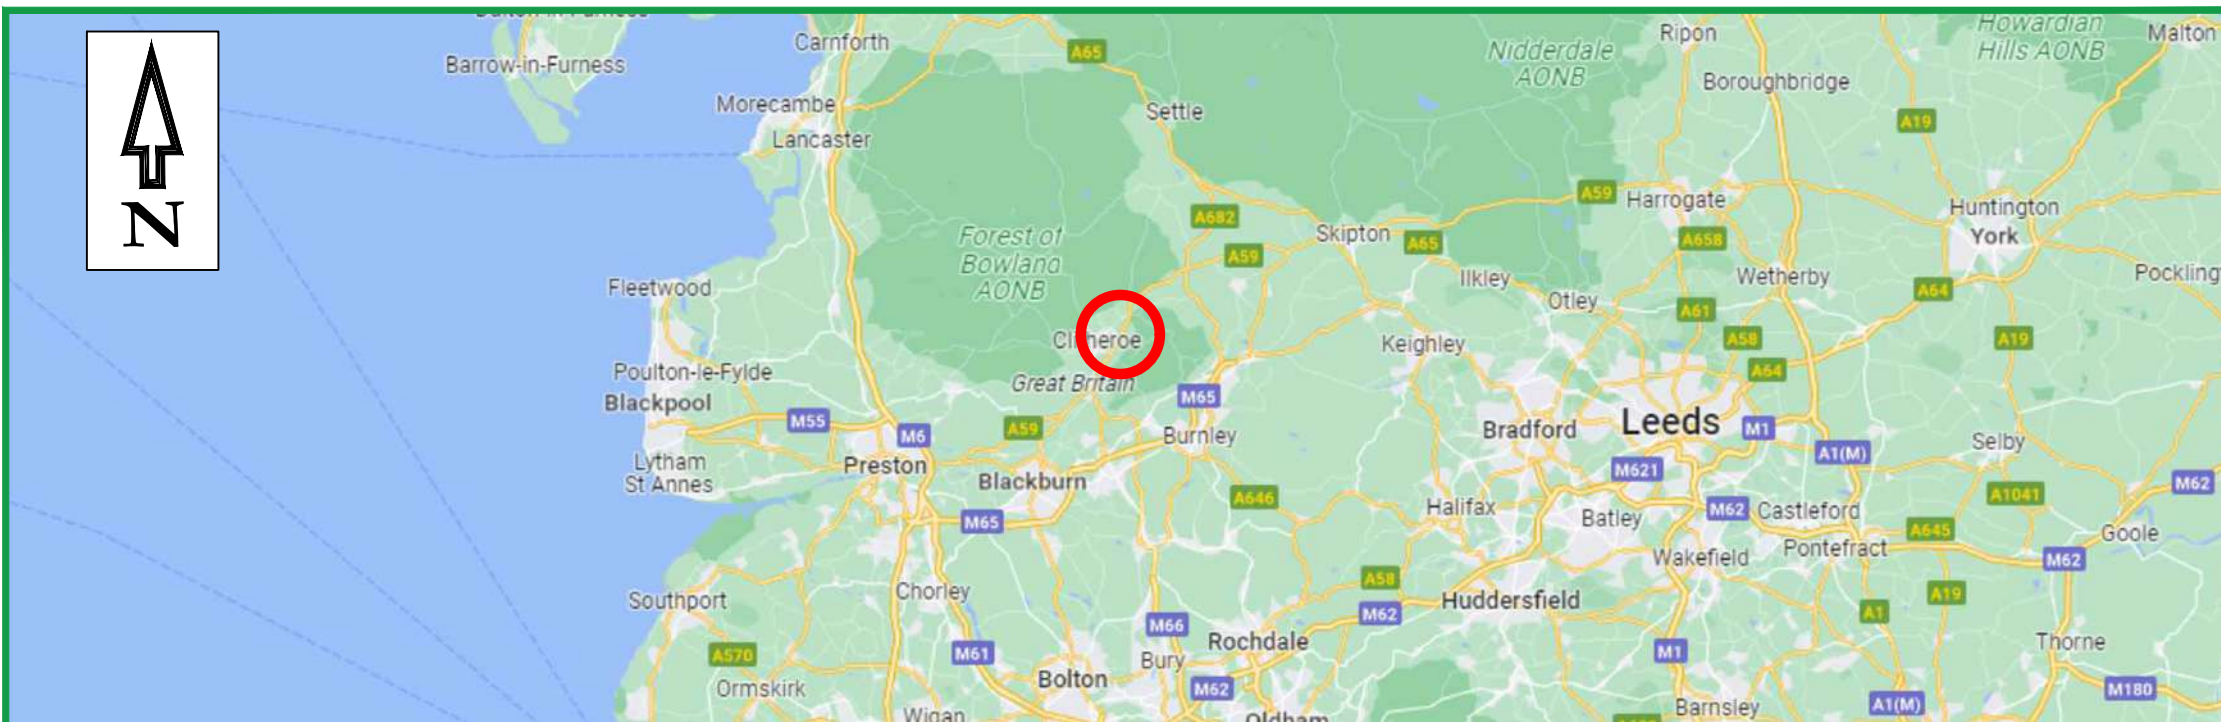 Dalton-in-Furness
Carnforth
A65
Nidderdale
AONB
Ripon
Howardian
Hills AONB
Malton
Barrow-in-Furness
Boroughbridge
Morecambe
Lancaster
Settle
A19
N
A682
A59
Harrogate
Huntington
York
Forest of
Bowland
AONB
Skipton
A65
A658
A59
Fleetwood
Ilkley
Otley
Wetherby
A64
Pockling
A61
Clitheroe
Keighley
A58
A19
Poulton-le-Fylde
Great Britain
A64
Blackpool
M55
M65
M6
A59
Burnley
Bradford
Leeds
M1
A1(M)
Selby
Lytham
St Annes
Preston
Blackburn
M621
M62
A646
Halifax
Batley
M62
Castleford
A1041
M65
A645
Goole
Wakefield
Pontefract
M62
Southport
Chorley
A58
M62
Huddersfield
A1
A19
M66
Rochdale
A570
M61
Bury
M1
Thorne
Ormskirk
Bolton
M62
Barnsley
A1(M)
M180
Wigan
Oldham